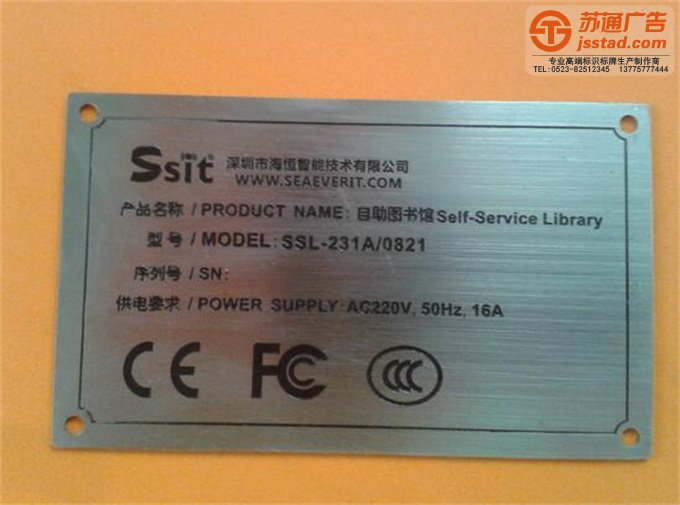 苏通广告
jsstad.com
专业高端标识标牌生产制作商
TEL:0523-82512345 13775777444
Ssit 深圳市海恒智能技术有限公司
WWW.SEAEVERIT.COM
产品名称 / PRODUCT NAME: 自助图书馆Self-Service Library
型号 / MODEL: SSL-231A/0821
序列号 / SN:
供电要求 / POWER SUPPLY: AC220V, 50Hz, 16A
CE FC CCC